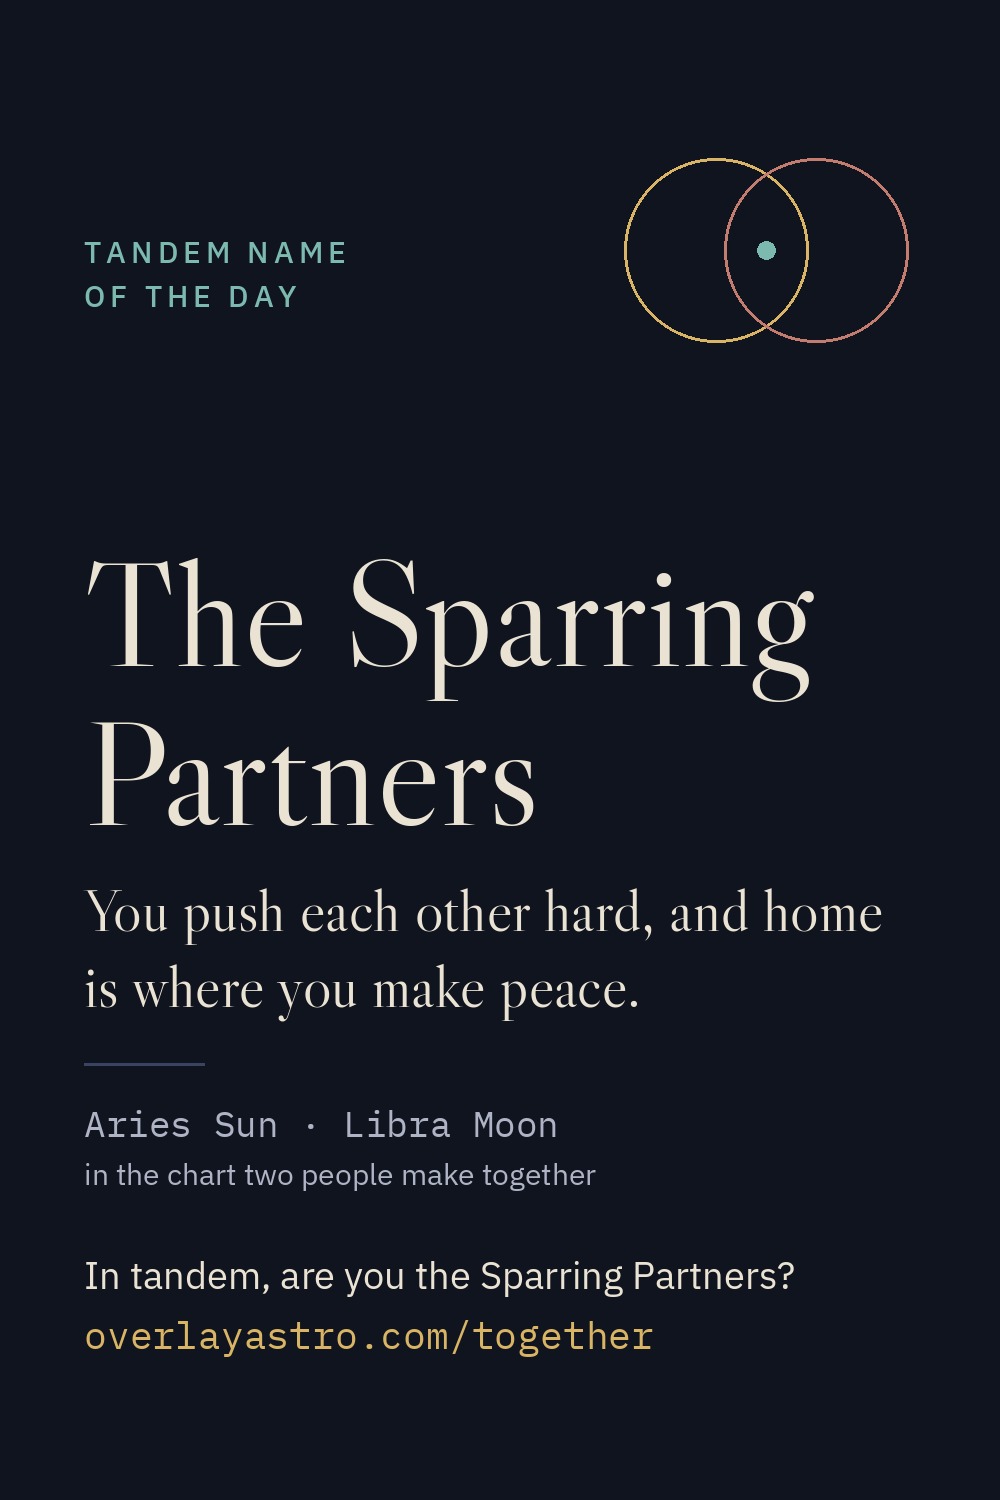 TANDEM NAME
OF THE DAY
The Sparring
Partners
You push each other hard, and home
is where you make peace.
Aries Sun · Libra Moon
in the chart two people make together
In tandem, are you the Sparring Partners?
overlayastro.com/together